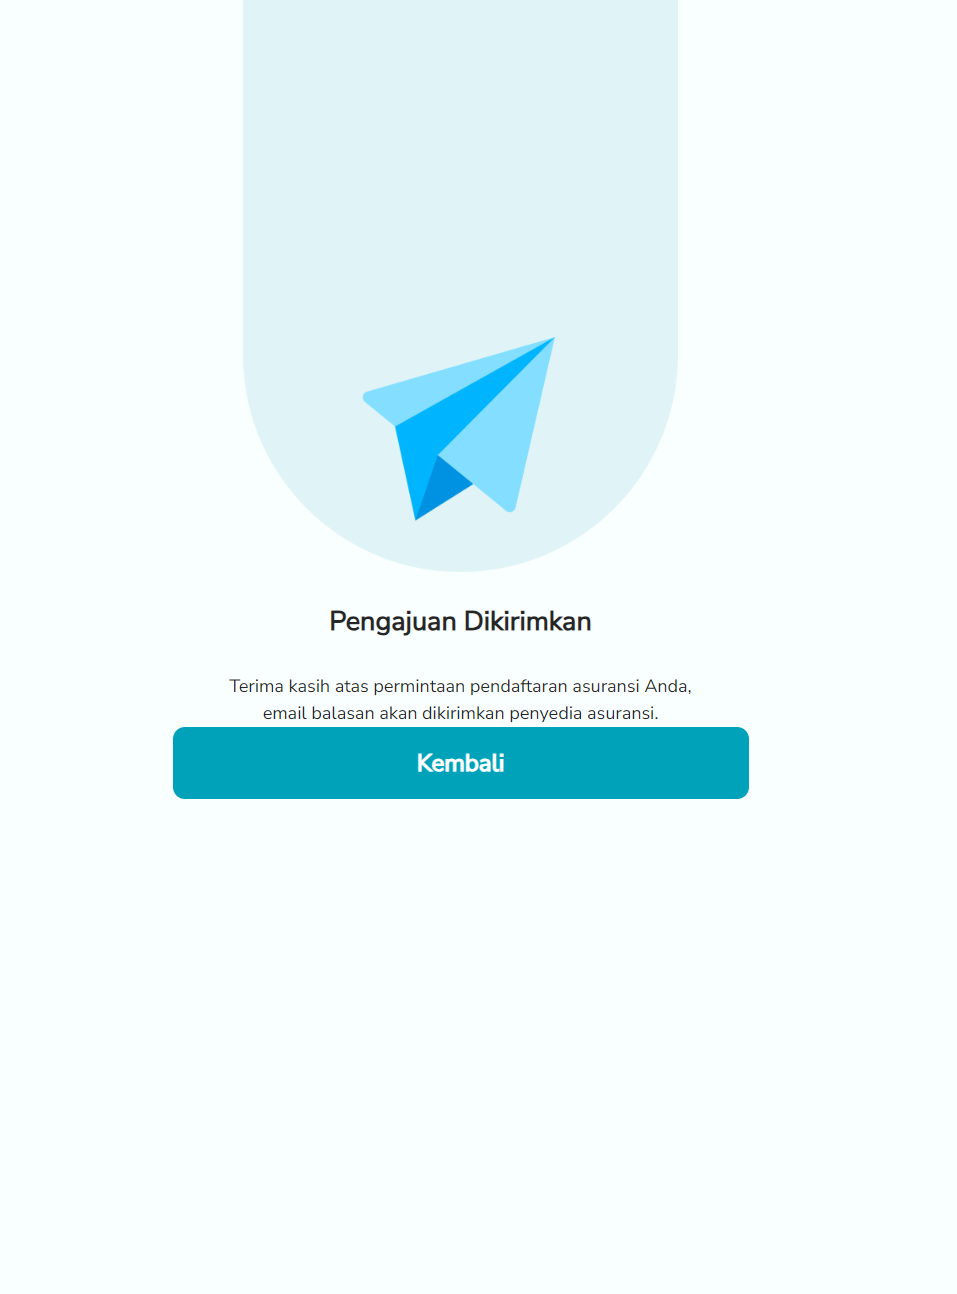 Pengajuan Dikirimkan
Terima kasih atas permintaan pendaftaran asuransi Anda,
email balasan akan dikirimkan penyedia asuransi.
Kembali